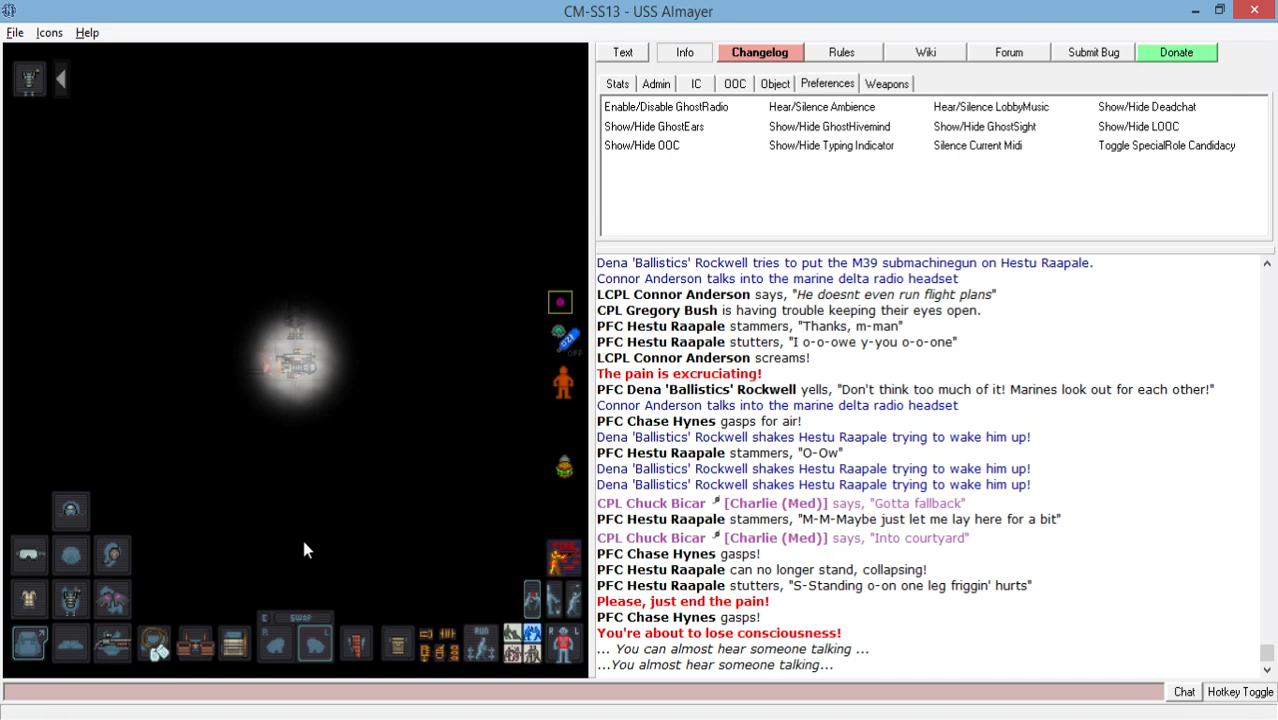 CM-SS13 - USS Almayer
File Icons Help
Text Info Changelog Rules Wiki Forum Submit Bug Donate
Stats Admin IC OOC Object Preferences Weapons
Enable/Disable GhostRadio Hear/Silence Ambience Hear/Silence LobbyMusic Show/Hide Deadchat
Show/Hide GhostEars Show/Hide GhostHivemind Show/Hide GhostSight Show/Hide LOOC
Show/Hide OOC Show/Hide Typing Indicator Silence Current Midi Toggle SpecialRole Candidacy
Dena 'Ballistics' Rockwell tries to put the M39 submachinegun on Hestu Raapale.
Connor Anderson talks into the marine delta radio headset
LCPL Connor Anderson says, "He doesnt even run flight plans"
CPL Gregory Bush is having trouble keeping their eyes open.
PFC Hestu Raapale stammers, "Thanks, m-man"
PFC Hestu Raapale stutters, "I o-o-owe y-you o-o-one"
LCPL Connor Anderson screams!
The pain is excruciating!
PFC Dena 'Ballistics' Rockwell yells, "Don't think too much of it! Marines look out for each other!"
Connor Anderson talks into the marine delta radio headset
PFC Chase Hynes gasps for air!
Dena 'Ballistics' Rockwell shakes Hestu Raapale trying to wake him up!
PFC Hestu Raapale stammers, "O-Ow"
Dena 'Ballistics' Rockwell shakes Hestu Raapale trying to wake him up!
Dena 'Ballistics' Rockwell shakes Hestu Raapale trying to wake him up!
CPL Chuck Bicar [Charlie (Med)] says, "Gotta fallback"
PFC Hestu Raapale stammers, "M-M-Maybe just let me lay here for a bit"
CPL Chuck Bicar [Charlie (Med)] says, "Into courtyard"
PFC Chase Hynes gasps!
PFC Hestu Raapale can no longer stand, collapsing!
PFC Hestu Raapale stutters, "S-Standing o-on one leg friggin' hurts"
Please, just end the pain!
PFC Chase Hynes gasps!
You're about to lose consciousness!
... You can almost hear someone talking ...
...You almost hear someone talking...
OFF
E SWAP
R L RUN R L
Chat Hotkey Toggle